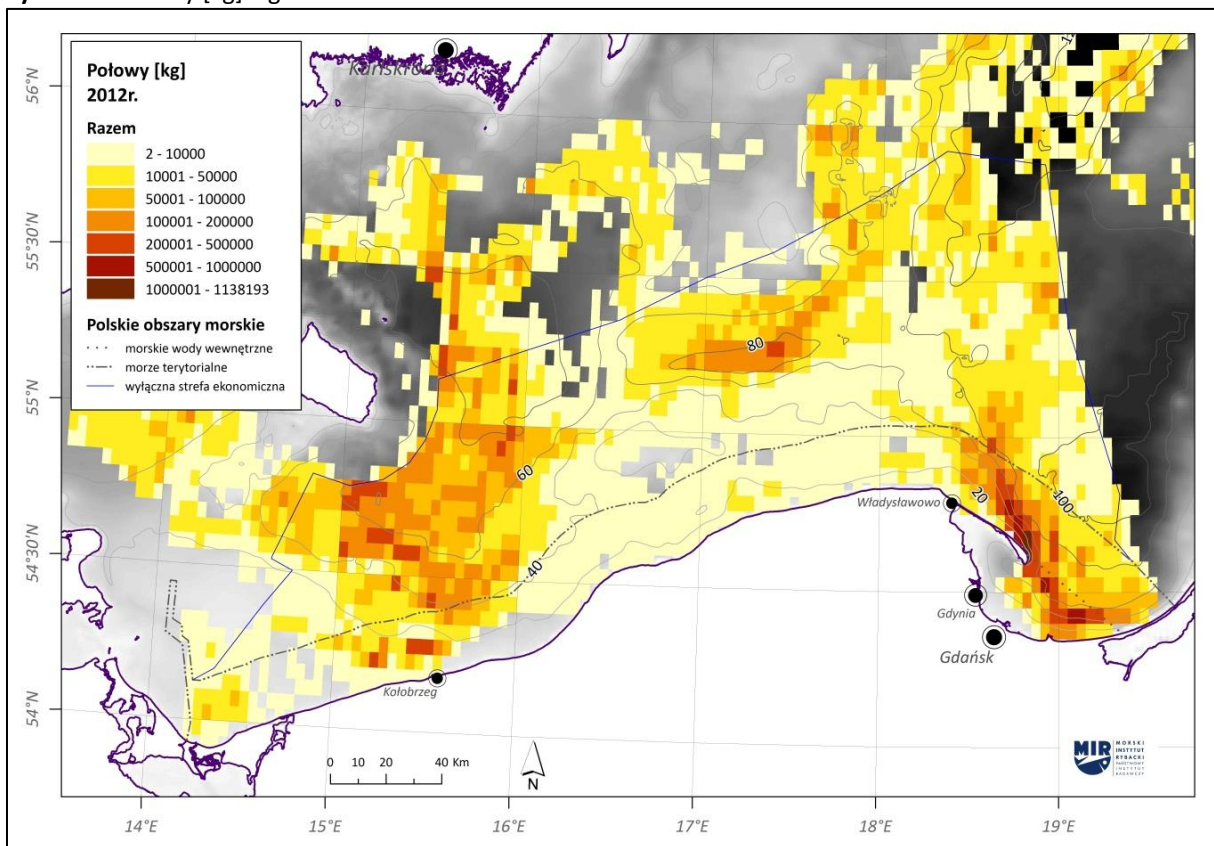 Połowy [kg]
2012r.
Razem
2 - 10000
10001 - 50000
50001 - 100000
100001 - 200000
200001 - 500000
500001 - 1000000
1000001 - 1138193
Polskie obszary morskie
morskie wody wewnętrzne
morze terytorialne
wyłączna strefa ekonomiczna
56°N
55°30'N
55°N
54°30'N
54°N
80
60
40
20
100
Władysławowo
Gdynia
Gdańsk
Kołobrzeg
0 10 20 40 Km
N
MIR
MORSKI
INSTYTUT
RYBACKI
PAŃSTWOWY
INSTYTUT
BADAWCZY
14°E 15°E 16°E 17°E 18°E 19°E